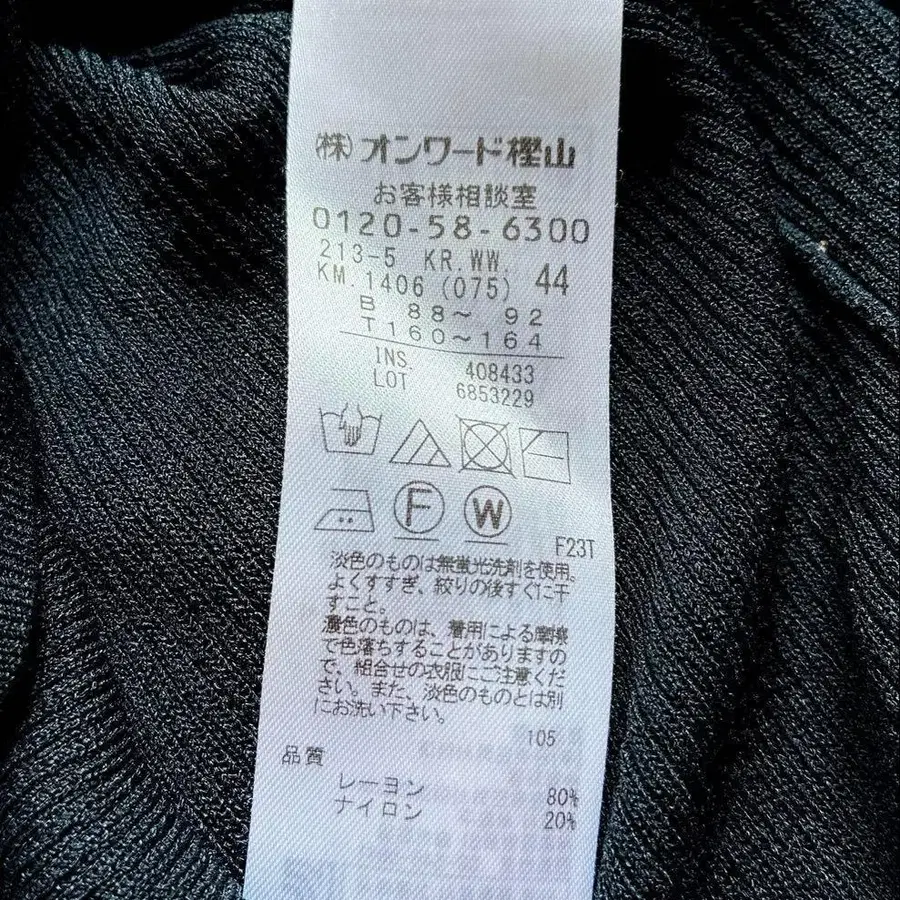 (株)オンワード樫山
お客様相談室
0120-58-6300
213-5 KR.WW. 44
KM.1406 (075)
B 88〜 92
T160〜164
INS. 408433
LOT 6853229
F W
F23T
淡色のものは無蛍光洗剤を使用。
よくすすぎ、絞りの後すぐに干
すこと。
濃色のものは、着用による摩擦
で色落ちすることがありますの
で、組合せの衣服にご注意くだ
さい。また、淡色のものとは別
にお洗い下さい。
105
品質
レーヨン 80%
ナイロン 20%